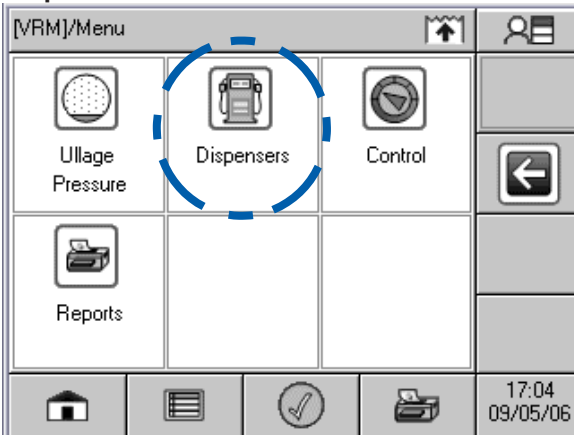 [VRM]/Menu
Ullage
Pressure
Dispensers
Control
Reports
17:04
09/05/06